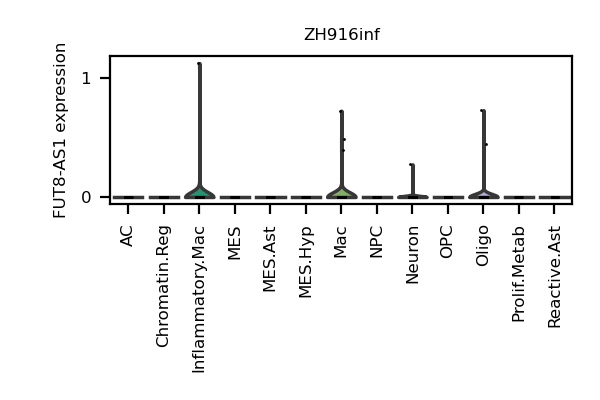 ZH916inf
FUT8-AS1 expression
1
0
AC
Chromatin.Reg
Inflammatory.Mac
MES
MES.Ast
MES.Hyp
Mac
NPC
Neuron
OPC
Oligo
Prolif.Metab
Reactive.Ast